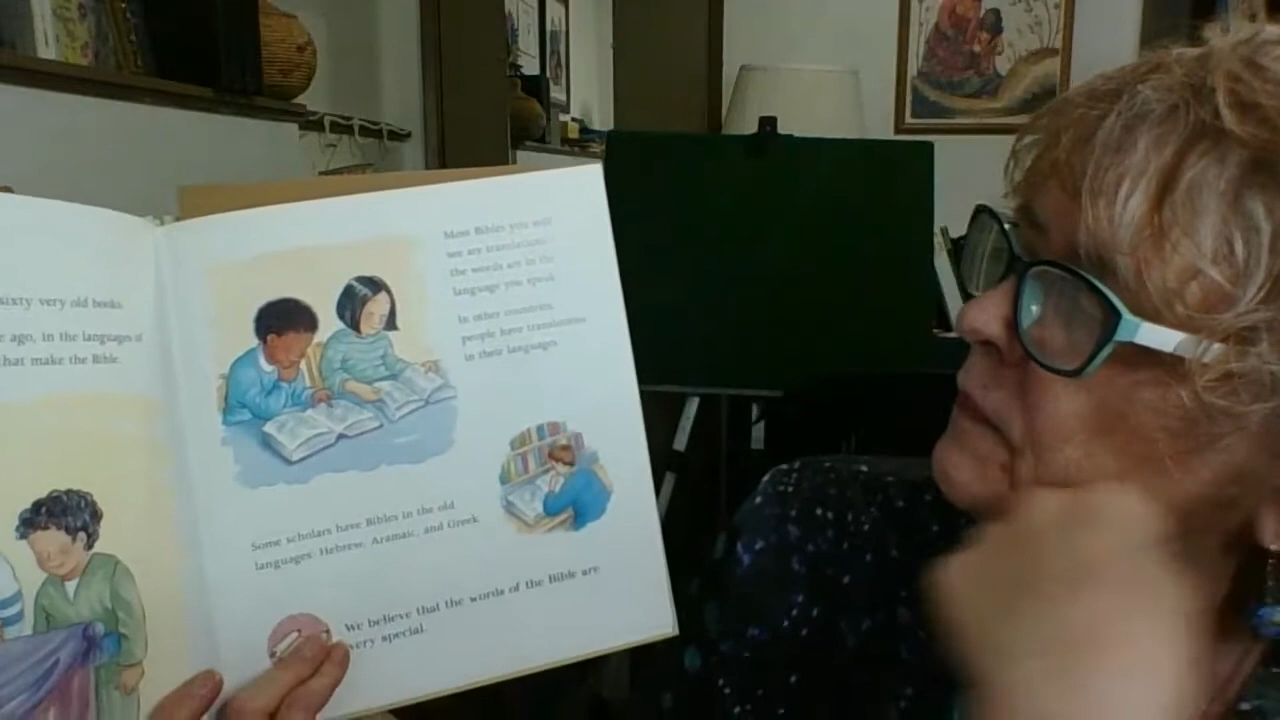 sixty very old books.
ago, in the languages of
that make the Bible.
Most Bibles you will
see are translations:
the words are in the
language you speak.
In other countries,
people have translations
in their languages.
Some scholars have Bibles in the old
languages: Hebrew, Aramaic, and Greek.
We believe that the words of the Bible are
very special.